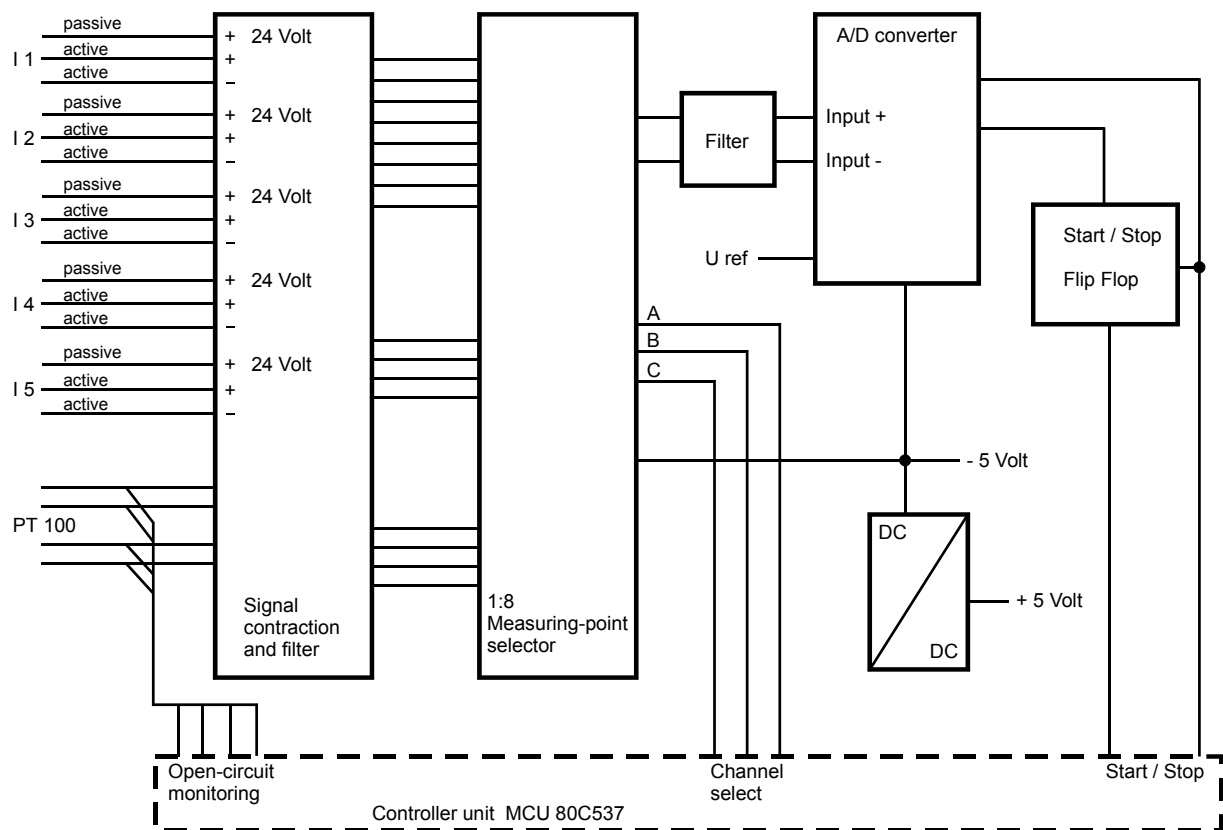 passive
+ 24 Volt
I 1
active
+
active
–
passive
+ 24 Volt
I 2
active
+
active
–
passive
+ 24 Volt
I 3
active
+
active
–
passive
+ 24 Volt
I 4
active
+
active
–
passive
+ 24 Volt
I 5
active
+
active
–
PT 100
Signal
contraction
and filter
1:8
Measuring-point
selector
A
B
C
Filter
A/D converter
Input +
Input -
U ref
Start / Stop
Flip Flop
- 5 Volt
DC
DC
+ 5 Volt
Open-circuit
monitoring
Channel
select
Start / Stop
Controller unit MCU 80C537